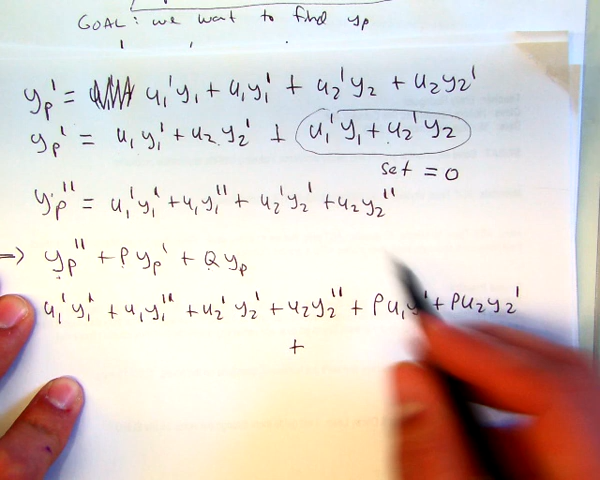 GOAL: we want to find yp
yp' = u₁'y₁ + u₁y₁' + u₂'y₂ + u₂y₂'
yp' = u₁y₁' + u₂y₂' + u₁'y₁ + u₂'y₂
set = 0
yp'' = u₁'y₁' + u₁y₁'' + u₂'y₂' + u₂y₂''
=> yp'' + Pyp' + Qyp
u₁'y₁' + u₁y₁'' + u₂'y₂' + u₂y₂'' + Pu₁y₁' + Pu₂y₂'
+